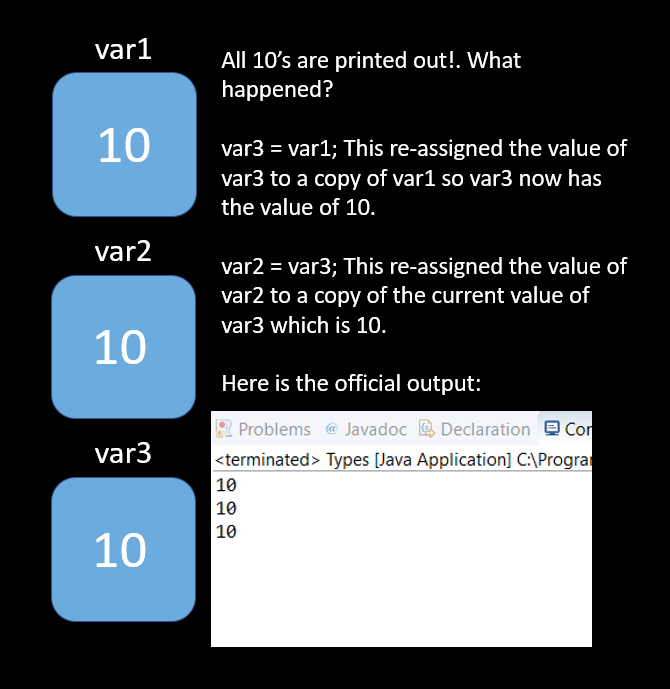 var1
10
All 10’s are printed out!. What
happened?
var3 = var1; This re-assigned the value of
var3 to a copy of var1 so var3 now has
the value of 10.
var2
10
var2 = var3; This re-assigned the value of
var2 to a copy of the current value of
var3 which is 10.
Here is the official output:
var3
10
Problems @ Javadoc Declaration Cor
<terminated> Types [Java Application] C:\Progra
10
10
10